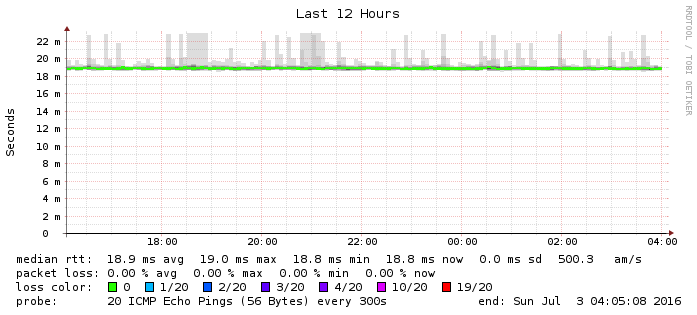 Last 12 Hours
RRDTOOL / TOBI OETIKER
Seconds
22 m
20 m
18 m
16 m
14 m
12 m
10 m
8 m
6 m
4 m
2 m
0
18:00 20:00 22:00 00:00 02:00 04:00
median rtt: 18.9 ms avg 19.0 ms max 18.8 ms min 18.8 ms now 0.0 ms sd 500.3 am/s
packet loss: 0.00 % avg 0.00 % max 0.00 % min 0.00 % now
loss color: 0 1/20 2/20 3/20 4/20 10/20 19/20
probe: 20 ICMP Echo Pings (56 Bytes) every 300s end: Sun Jul 3 04:05:08 2016